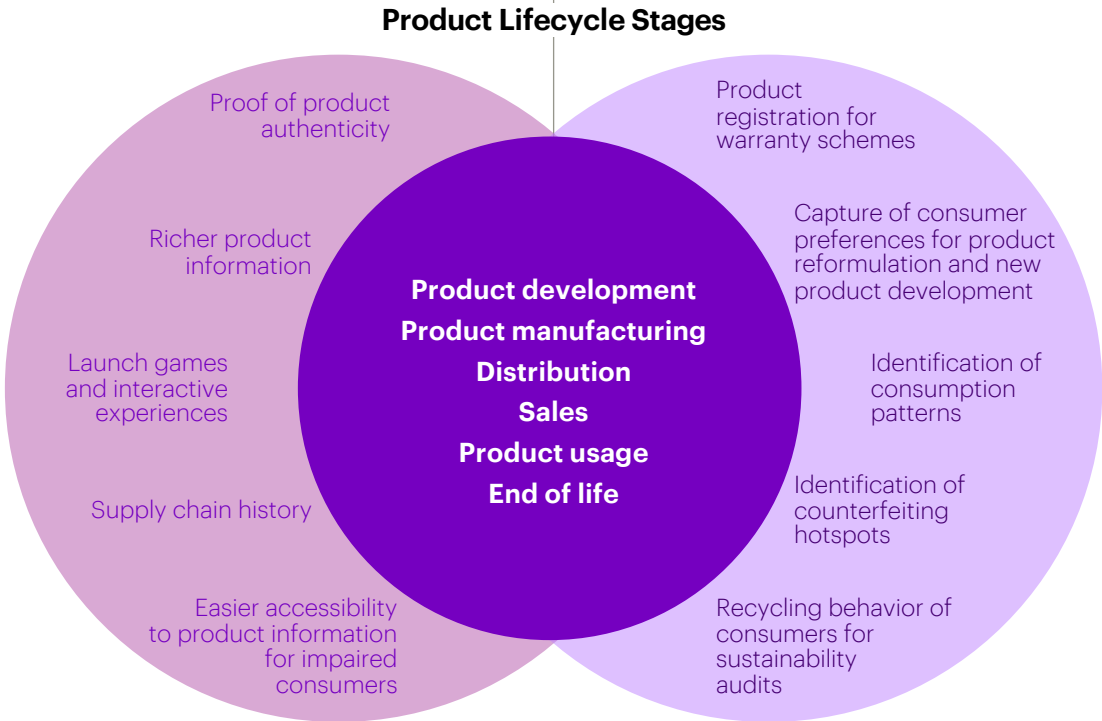 Product Lifecycle Stages
Proof of product
authenticity
Richer product
information
Launch games
and interactive
experiences
Supply chain history
Easier accessibility
to product information
for impaired
consumers
Product development
Product manufacturing
Distribution
Sales
Product usage
End of life
Product
registration for
warranty schemes
Capture of consumer
preferences for product
reformulation and new
product development
Identification of
consumption
patterns
Identification of
counterfeiting
hotspots
Recycling behavior of
consumers for
sustainability
audits